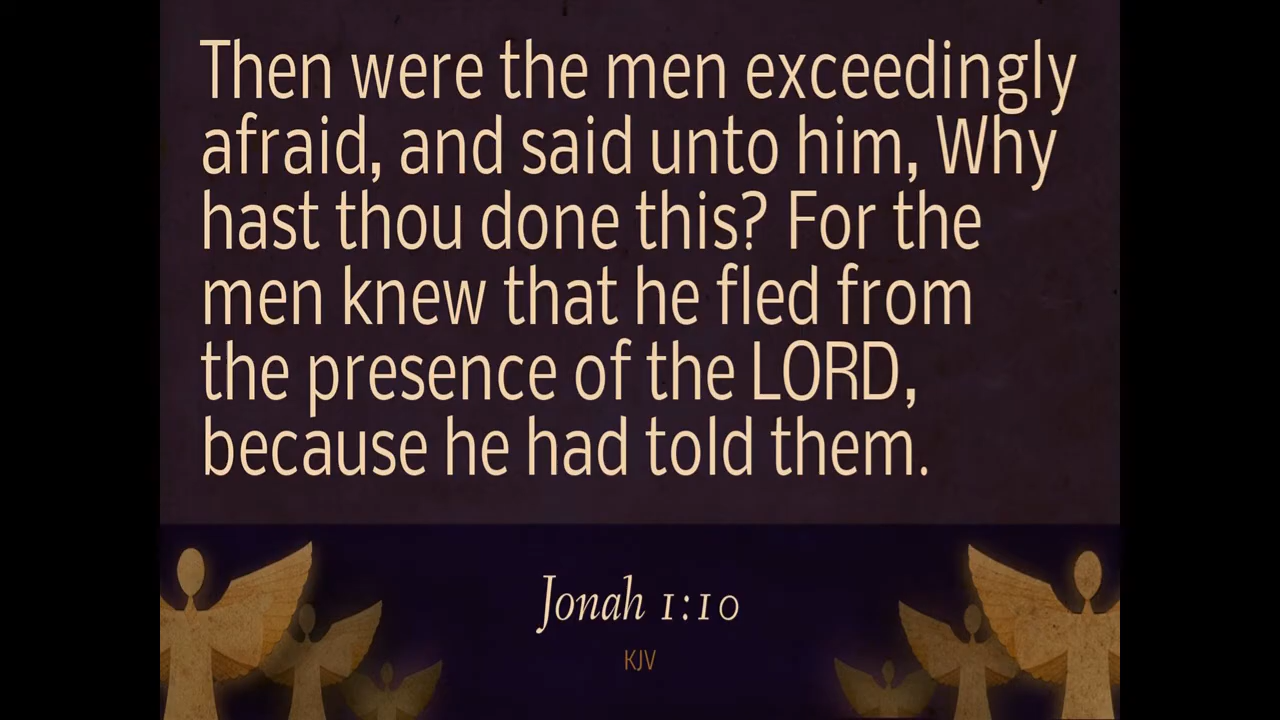 Then were the men exceedingly
afraid, and said unto him, Why
hast thou done this? For the
men knew that he fled from
the presence of the LORD,
because he had told them.
Jonah 1:10
KJV